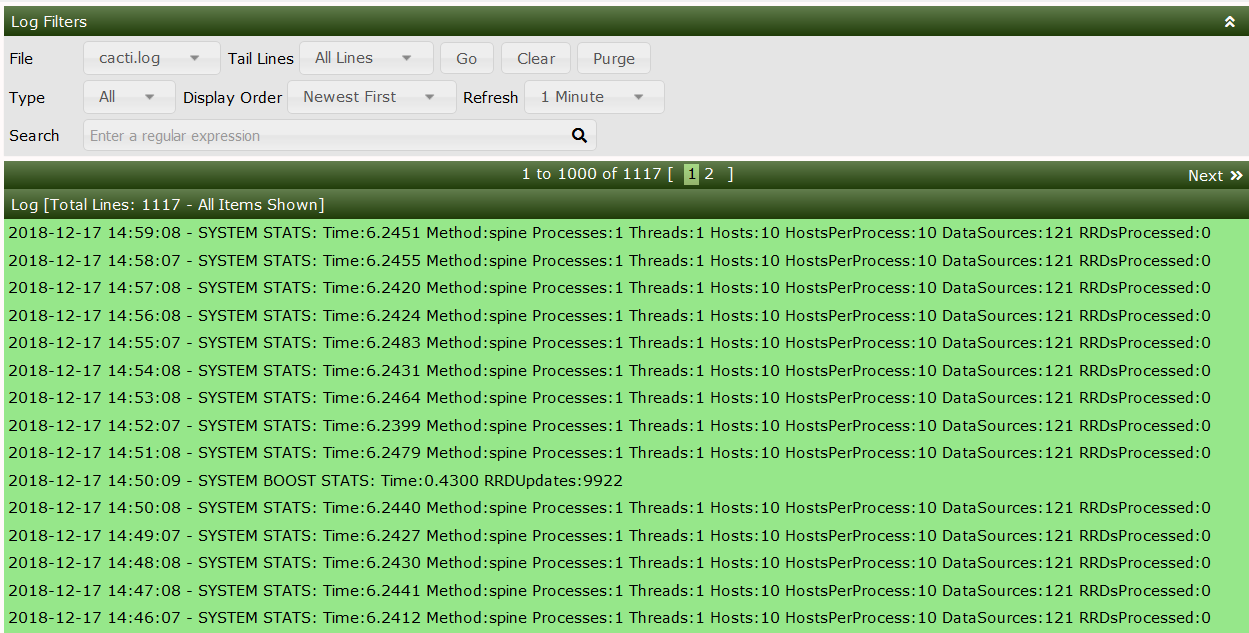 Log Filters
File cacti.log Tail Lines All Lines Go Clear Purge
Type All Display Order Newest First Refresh 1 Minute
Search Enter a regular expression
1 to 1000 of 1117 [ 1 2 ] Next
Log [Total Lines: 1117 - All Items Shown]
2018-12-17 14:59:08 - SYSTEM STATS: Time:6.2451 Method:spine Processes:1 Threads:1 Hosts:10 HostsPerProcess:10 DataSources:121 RRDsProcessed:0
2018-12-17 14:58:07 - SYSTEM STATS: Time:6.2455 Method:spine Processes:1 Threads:1 Hosts:10 HostsPerProcess:10 DataSources:121 RRDsProcessed:0
2018-12-17 14:57:08 - SYSTEM STATS: Time:6.2420 Method:spine Processes:1 Threads:1 Hosts:10 HostsPerProcess:10 DataSources:121 RRDsProcessed:0
2018-12-17 14:56:08 - SYSTEM STATS: Time:6.2424 Method:spine Processes:1 Threads:1 Hosts:10 HostsPerProcess:10 DataSources:121 RRDsProcessed:0
2018-12-17 14:55:07 - SYSTEM STATS: Time:6.2483 Method:spine Processes:1 Threads:1 Hosts:10 HostsPerProcess:10 DataSources:121 RRDsProcessed:0
2018-12-17 14:54:08 - SYSTEM STATS: Time:6.2431 Method:spine Processes:1 Threads:1 Hosts:10 HostsPerProcess:10 DataSources:121 RRDsProcessed:0
2018-12-17 14:53:08 - SYSTEM STATS: Time:6.2464 Method:spine Processes:1 Threads:1 Hosts:10 HostsPerProcess:10 DataSources:121 RRDsProcessed:0
2018-12-17 14:52:07 - SYSTEM STATS: Time:6.2399 Method:spine Processes:1 Threads:1 Hosts:10 HostsPerProcess:10 DataSources:121 RRDsProcessed:0
2018-12-17 14:51:08 - SYSTEM STATS: Time:6.2479 Method:spine Processes:1 Threads:1 Hosts:10 HostsPerProcess:10 DataSources:121 RRDsProcessed:0
2018-12-17 14:50:09 - SYSTEM BOOST STATS: Time:0.4300 RRDUpdates:9922
2018-12-17 14:50:08 - SYSTEM STATS: Time:6.2440 Method:spine Processes:1 Threads:1 Hosts:10 HostsPerProcess:10 DataSources:121 RRDsProcessed:0
2018-12-17 14:49:07 - SYSTEM STATS: Time:6.2427 Method:spine Processes:1 Threads:1 Hosts:10 HostsPerProcess:10 DataSources:121 RRDsProcessed:0
2018-12-17 14:48:08 - SYSTEM STATS: Time:6.2430 Method:spine Processes:1 Threads:1 Hosts:10 HostsPerProcess:10 DataSources:121 RRDsProcessed:0
2018-12-17 14:47:08 - SYSTEM STATS: Time:6.2441 Method:spine Processes:1 Threads:1 Hosts:10 HostsPerProcess:10 DataSources:121 RRDsProcessed:0
2018-12-17 14:46:07 - SYSTEM STATS: Time:6.2412 Method:spine Processes:1 Threads:1 Hosts:10 HostsPerProcess:10 DataSources:121 RRDsProcessed:0